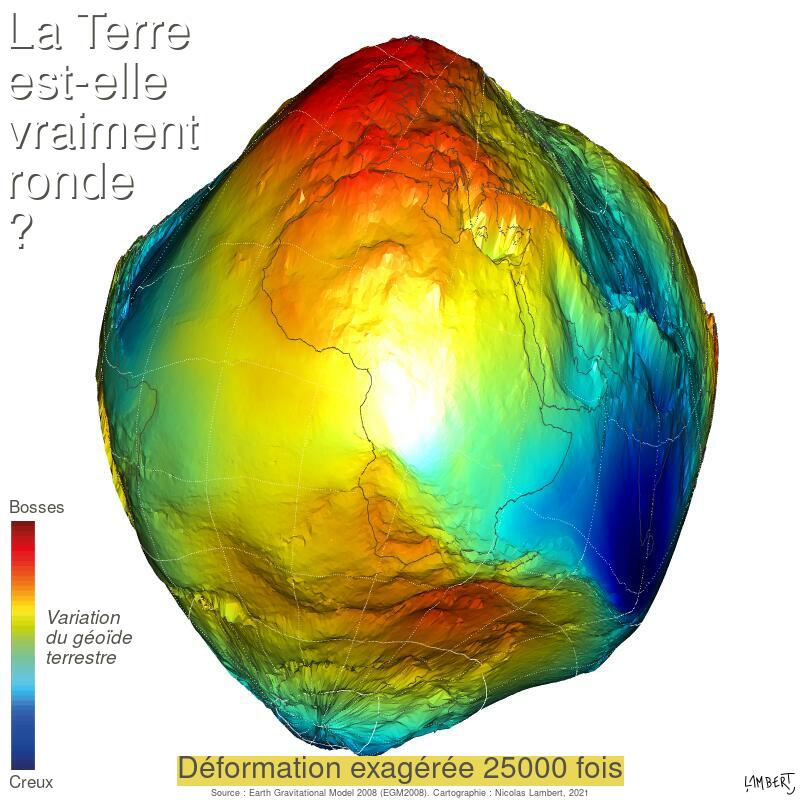 La Terre
est-elle
vraiment
ronde
?
Bosses
Variation
du géoïde
terrestre
Creux
Déformation exagérée 25000 fois
Source : Earth Gravitational Model 2008 (EGM2008). Cartographie : Nicolas Lambert, 2021
LAMBERT